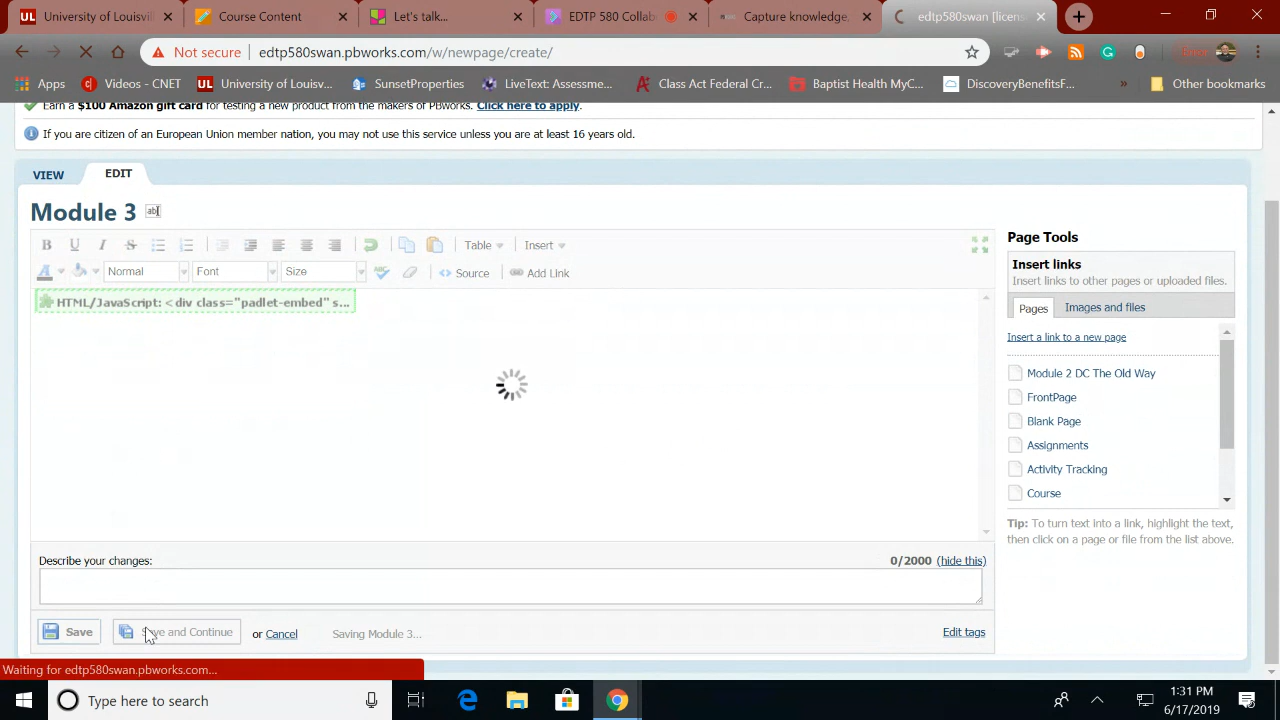 University of Louisvill
Course Content
Let's talk...
EDTP 580 Collab
Capture knowledge,
edtp580swan [licens
Not secure
edtp580swan.pbworks.com/w/newpage/create/
Apps
Videos - CNET
University of Louisv...
SunsetProperties
LiveText: Assessme...
Class Act Federal Cr...
Baptist Health MyC...
DiscoveryBenefitsF...
Other bookmarks
Earn a $100 Amazon gift card for testing a new product from the makers of PBworks. Click here to apply.
If you are citizen of an European Union member nation, you may not use this service unless you are at least 16 years old.
VIEW
EDIT
Module 3
Page Tools
B U I S Table Insert
Insert links
Insert links to other pages or uploaded files.
Normal Font Size ABC Source Add Link
HTML/JavaScript: <div class="padlet-embed" s...
Pages
Images and files
Insert a link to a new page
Module 2 DC The Old Way
FrontPage
Blank Page
Assignments
Activity Tracking
Course
Tip: To turn text into a link, highlight the text,
then click on a page or file from the list above.
Describe your changes:
0/2000 (hide this)
Save
Save and Continue
or Cancel
Saving Module 3...
Edit tags
Waiting for edtp580swan.pbworks.com...
Type here to search
1:31 PM
6/17/2019